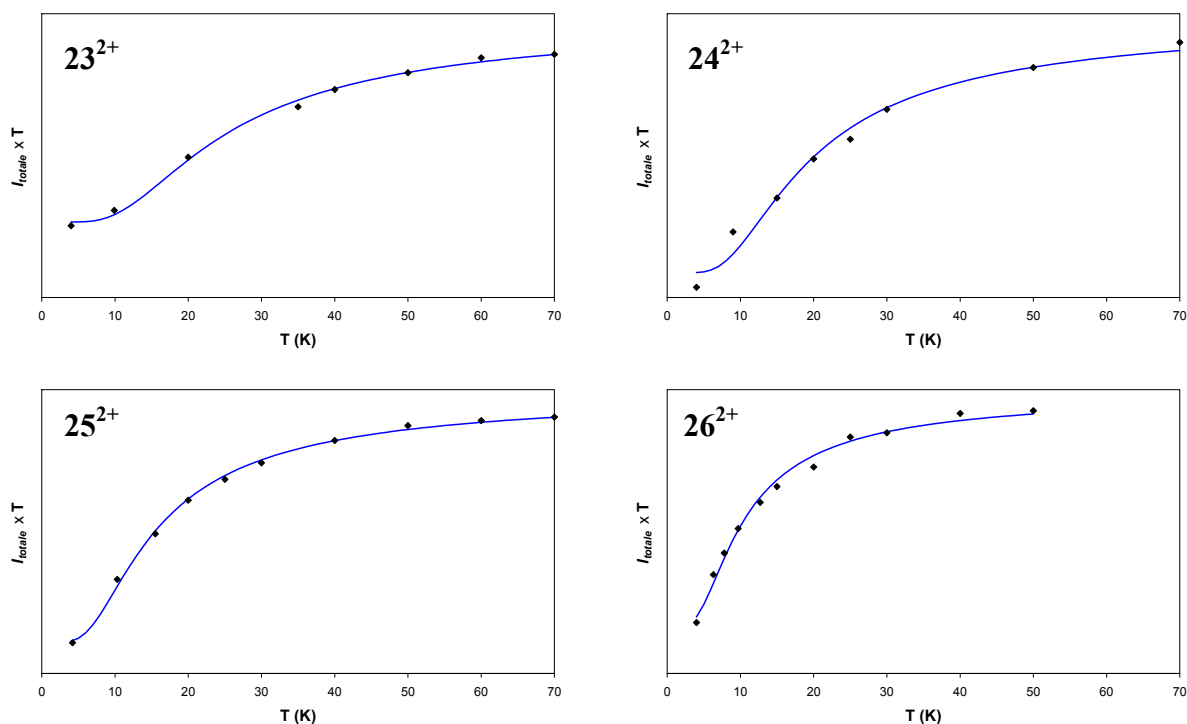 23²⁺
I_totale x T
0 10 20 30 40 50 60 70
T (K)
24²⁺
I_totale x T
0 10 20 30 40 50 60 70
T (K)
25²⁺
I_totale x T
0 10 20 30 40 50 60 70
T (K)
26²⁺
I_totale x T
0 10 20 30 40 50 60 70
T (K)